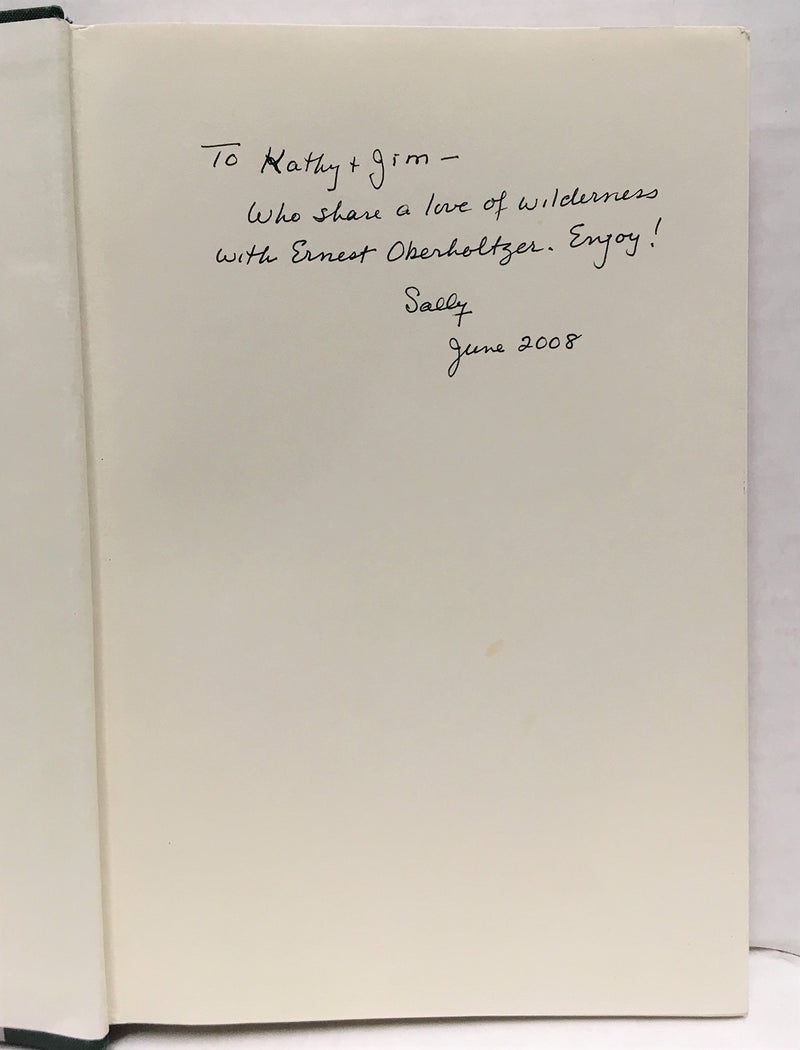 To Kathy + Jim —
Who share a love of wilderness
with Ernest Oberholtzer. Enjoy!
Sally
June 2008